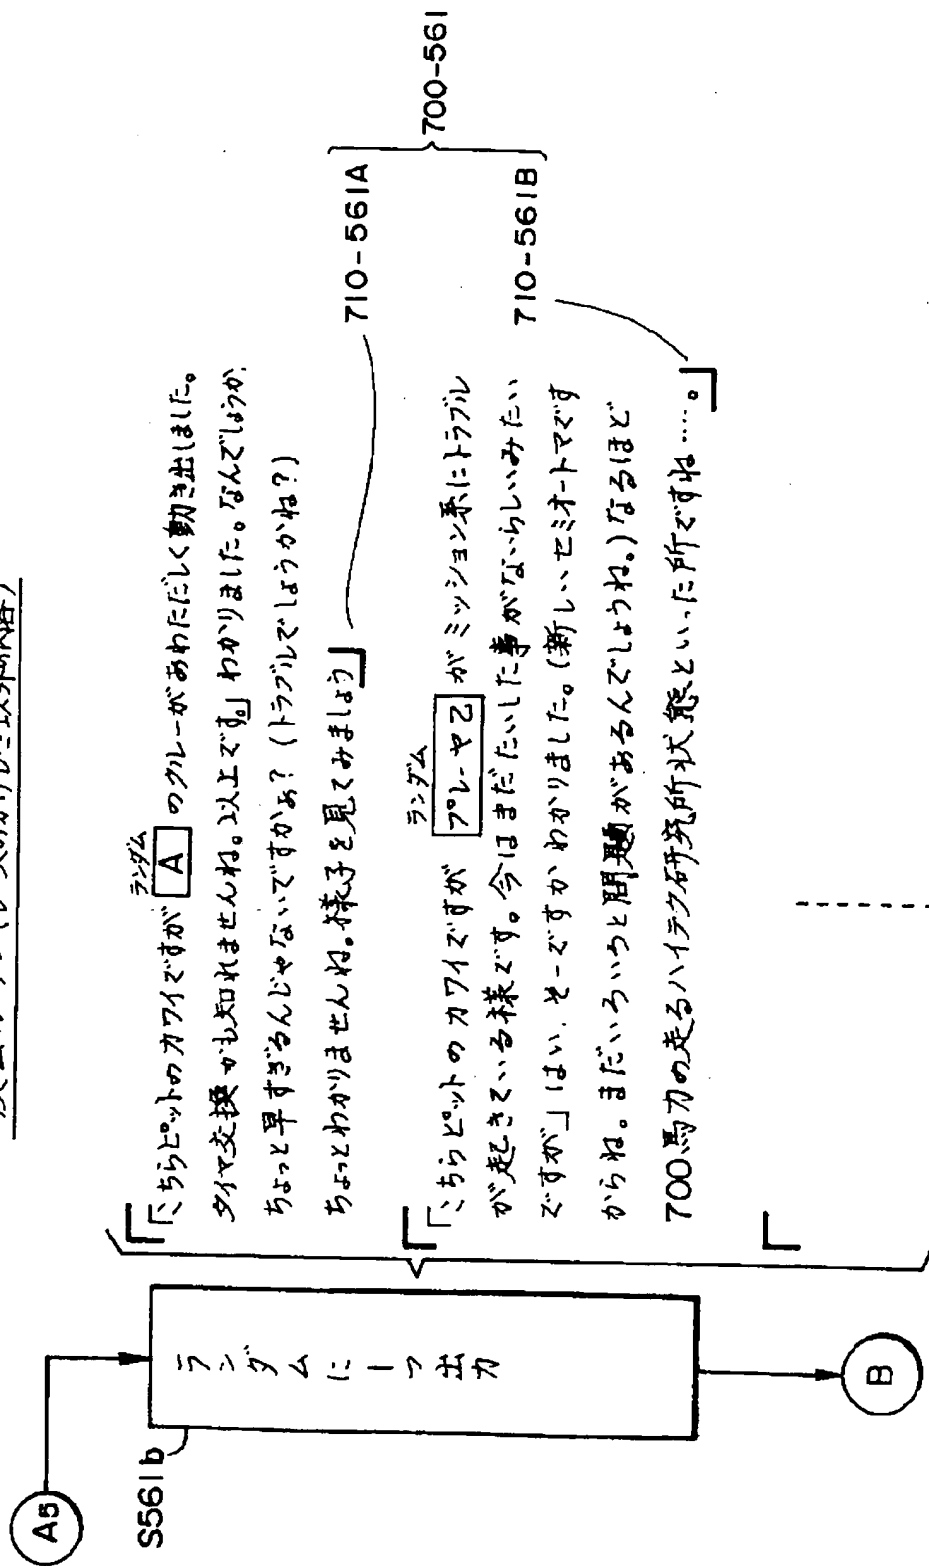 A5
S561b
ランダムに一つ出力
B
ランダム
「こちらピットのカワイですが A のクルーがあわただしく動き出しました。
タイヤ交換かも知れませんね。以上です。」わかりました。なんでしょうか、
ちょっと早すぎるんじゃないですかぁ?(トラブルでしょうかね?)
ちょっとわかりませんね。様子を見てみましょう
710-561A
ランダム
「こちらピットのカワイですが プレーヤ2 がミッション系にトラブル
が起きている様です。今はまだたいした事がないらしいみたい
ですが」はい、そーですかわかりました。(新しいセミオートマです
からね。まだいろいろと問題があるんでしょうね。)なるほど
700馬力の走るハイテク研究所状態といった所ですね……。
710-561B
700-561